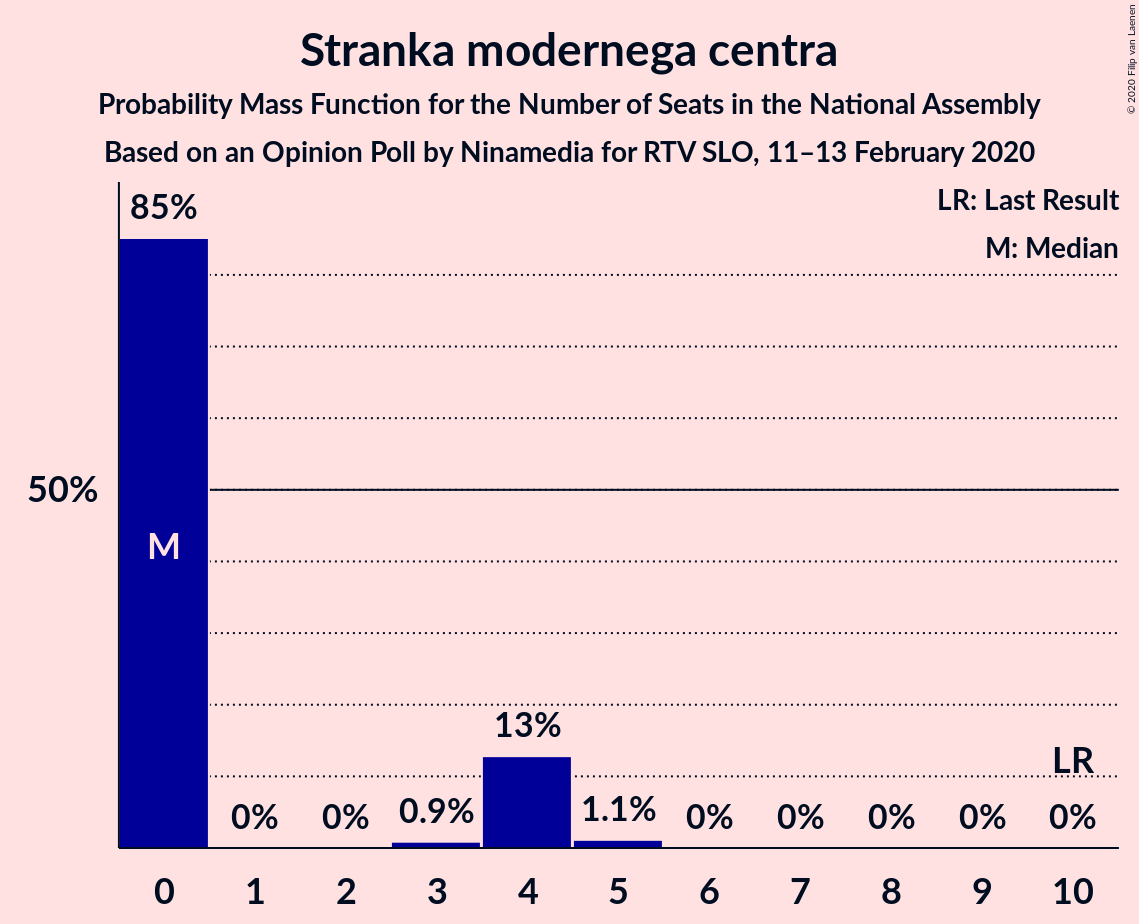 Stranka modernega centra
Probability Mass Function for the Number of Seats in the National Assembly
Based on an Opinion Poll by Ninamedia for RTV SLO, 11–13 February 2020
© 2020 Filip van Laenen
LR: Last Result
M: Median
85%
50%
M
13%
LR
0% 0% 0.9% 1.1% 0% 0% 0% 0% 0%
0 1 2 3 4 5 6 7 8 9 10